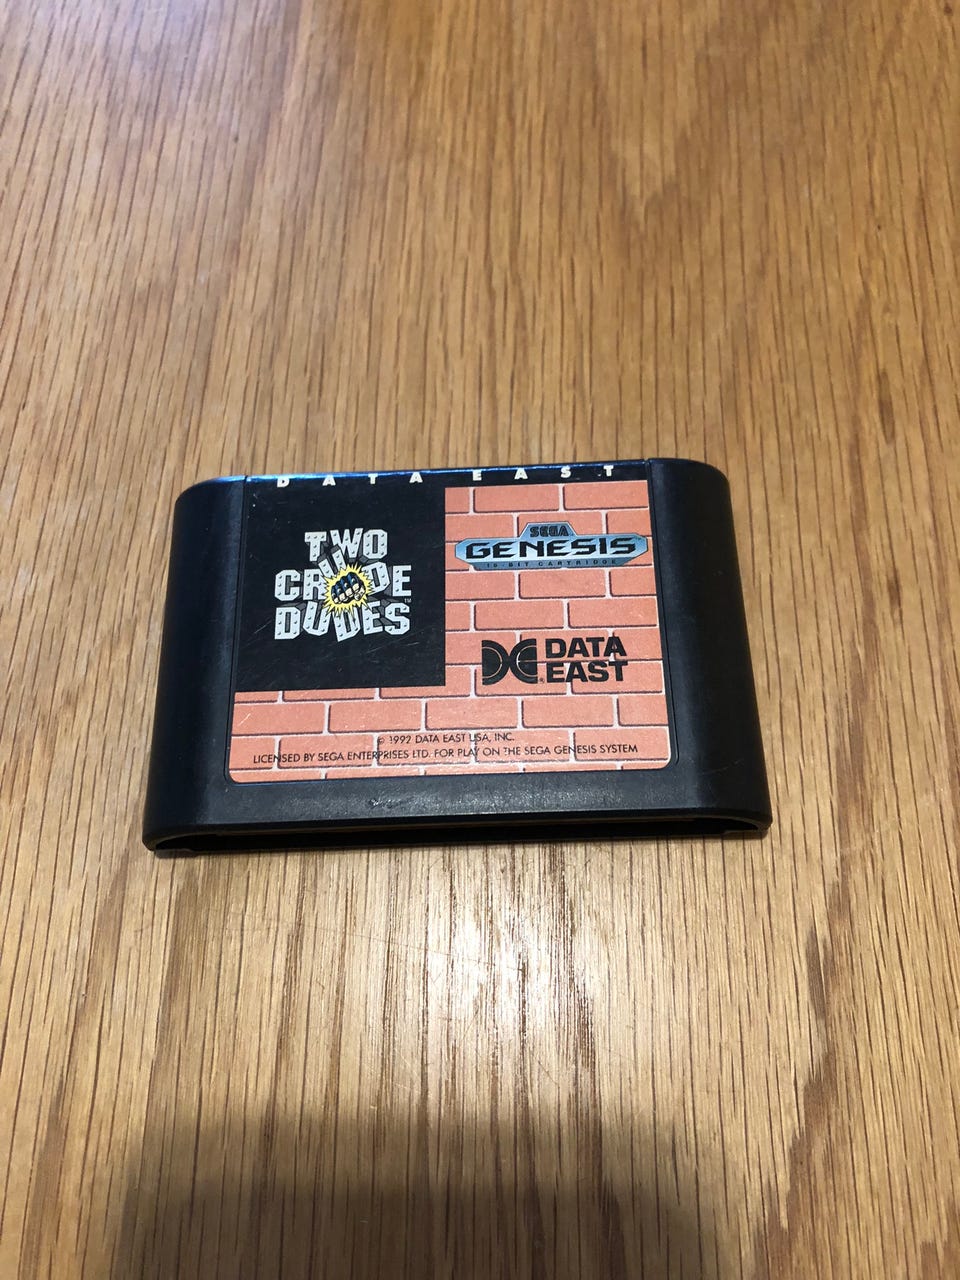 DATA EAST
TWO
CRUDE
DUDES™
SEGA
GENESIS
16-BIT CARTRIDGE
DATA
EAST®
© 1992 DATA EAST USA, INC.
LICENSED BY SEGA ENTERPRISES LTD. FOR PLAY ON THE SEGA GENESIS SYSTEM